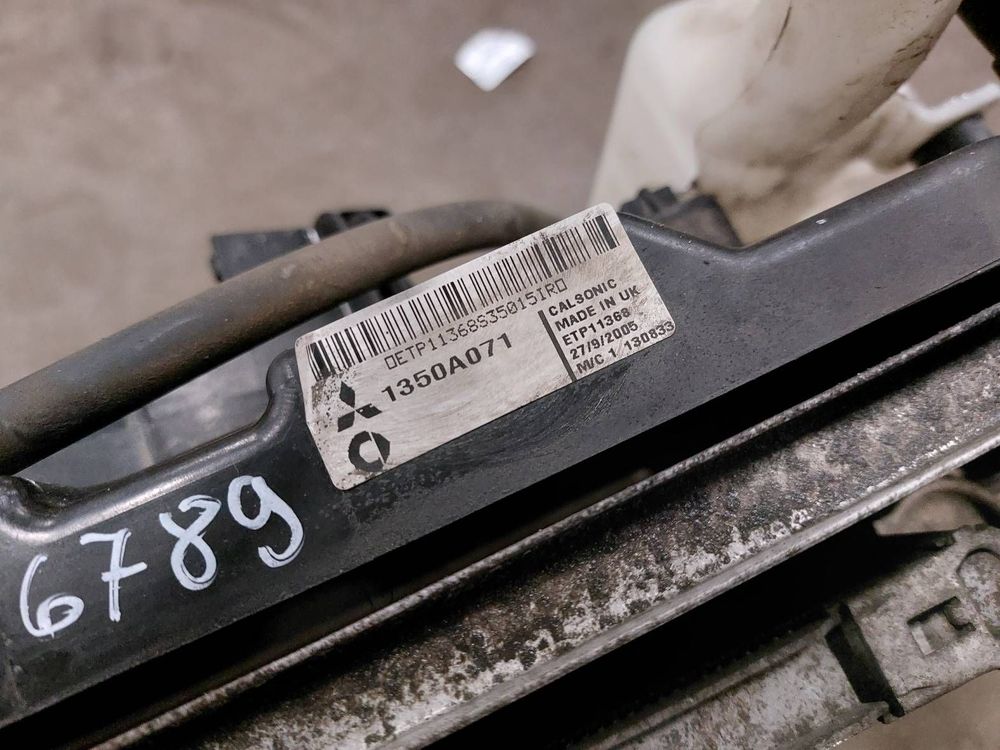 0ETP11368S35015IR0
1350A071
CALSONIC
MADE IN UK
ETP11368
27/9/2005
M/C 1 130833
6789